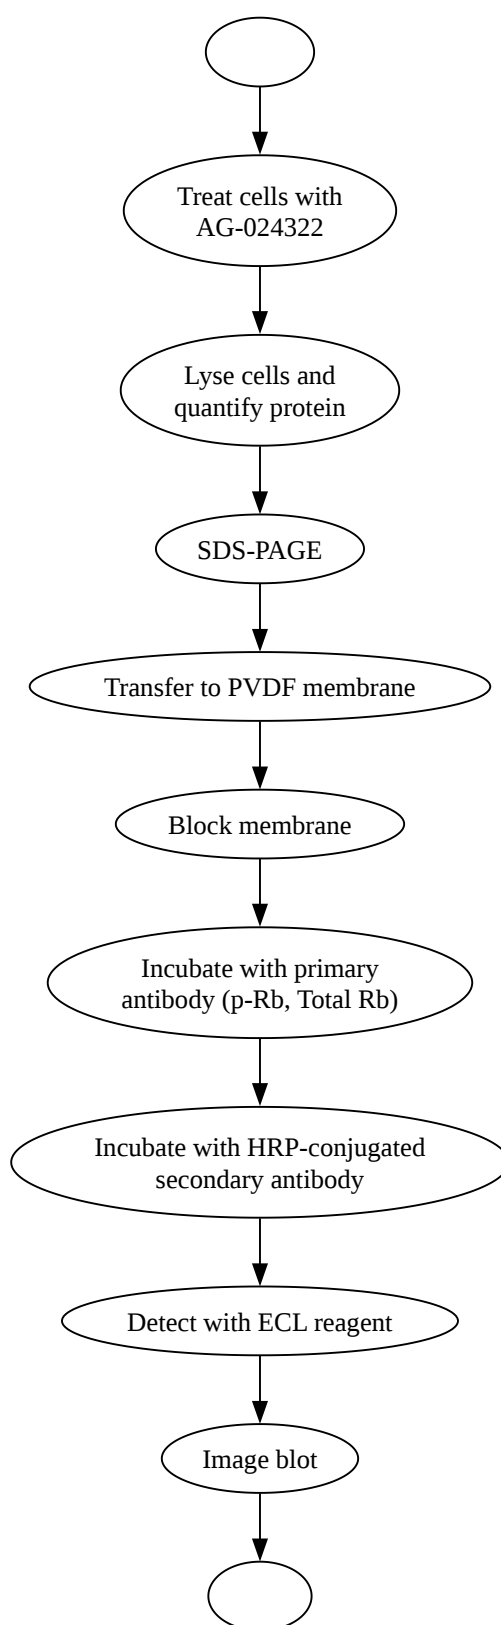 Treat cells with
AG-024322
Lyse cells and
quantify protein
SDS-PAGE
Transfer to PVDF membrane
Block membrane
Incubate with primary
antibody (p-Rb, Total Rb)
Incubate with HRP-conjugated
secondary antibody
Detect with ECL reagent
Image blot